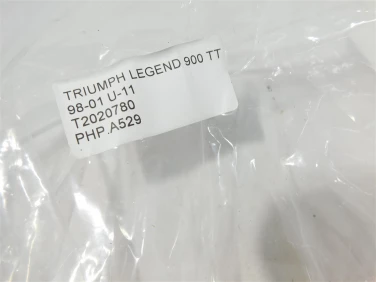 TRIUMPH LEGEND 900 TT
98-01 U-11
T2020780
PHP.A529